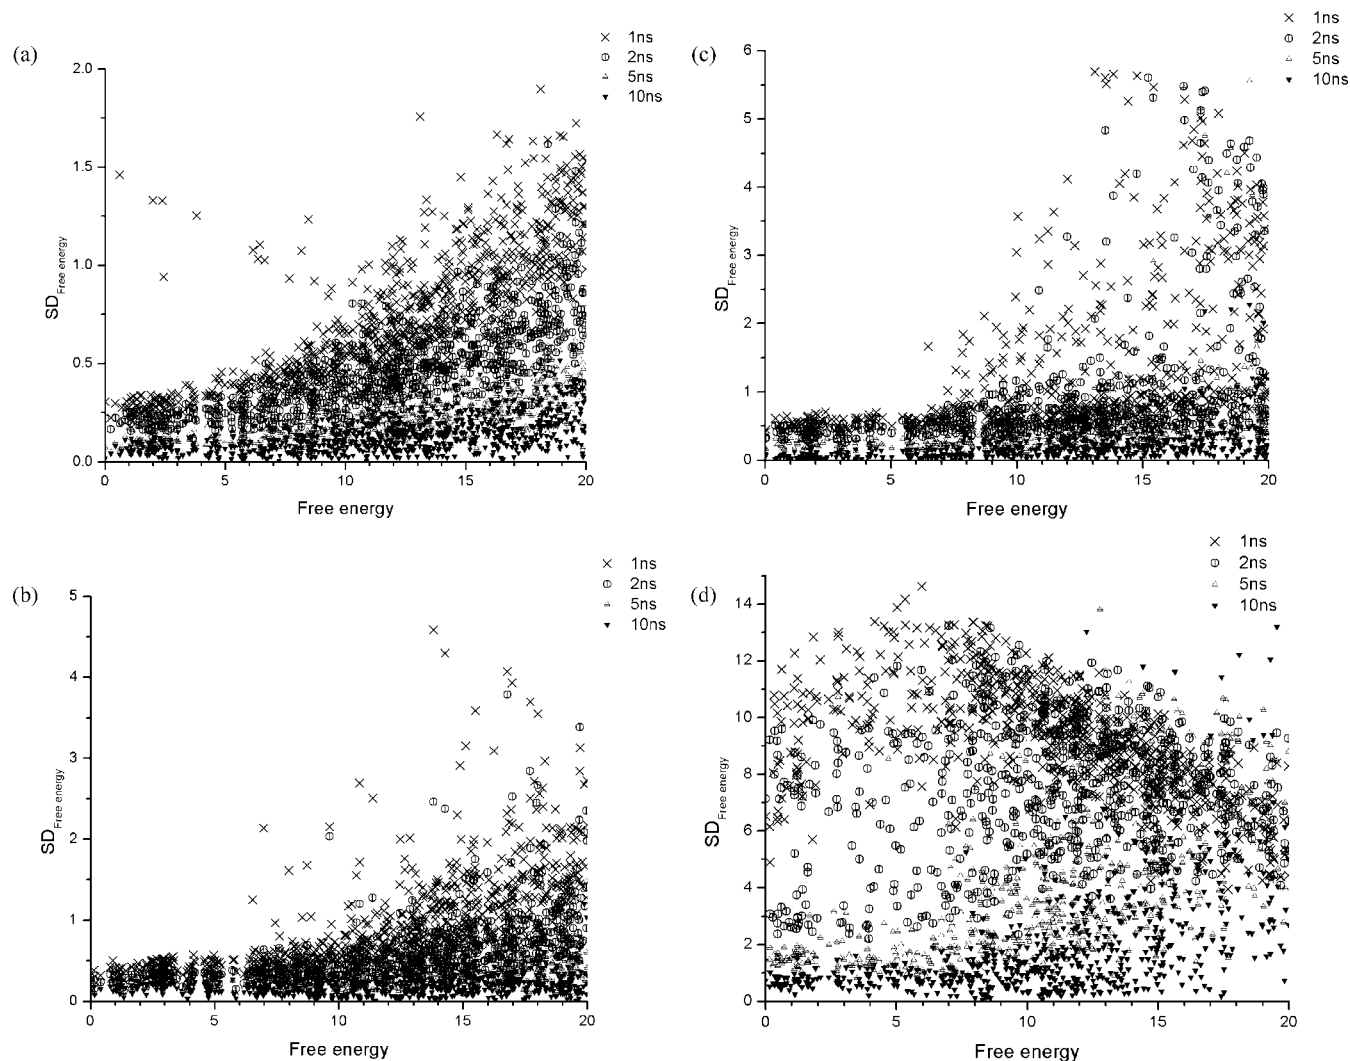 (a)
× 1ns
2ns
5ns
10ns
2.0
1.5
1.0
0.5
0.0
SD Free energy
0 5 10 15 20
Free energy
(c)
× 1ns
2ns
5ns
10ns
6
5
4
3
2
1
0
SD Free energy
0 5 10 15 20
Free energy
(b)
× 1ns
2ns
5ns
10ns
5
4
3
2
1
0
SD Free energy
0 5 10 15 20
Free energy
(d)
× 1ns
2ns
5ns
10ns
14
12
10
8
6
4
2
0
SD Free energy
0 5 10 15 20
Free energy